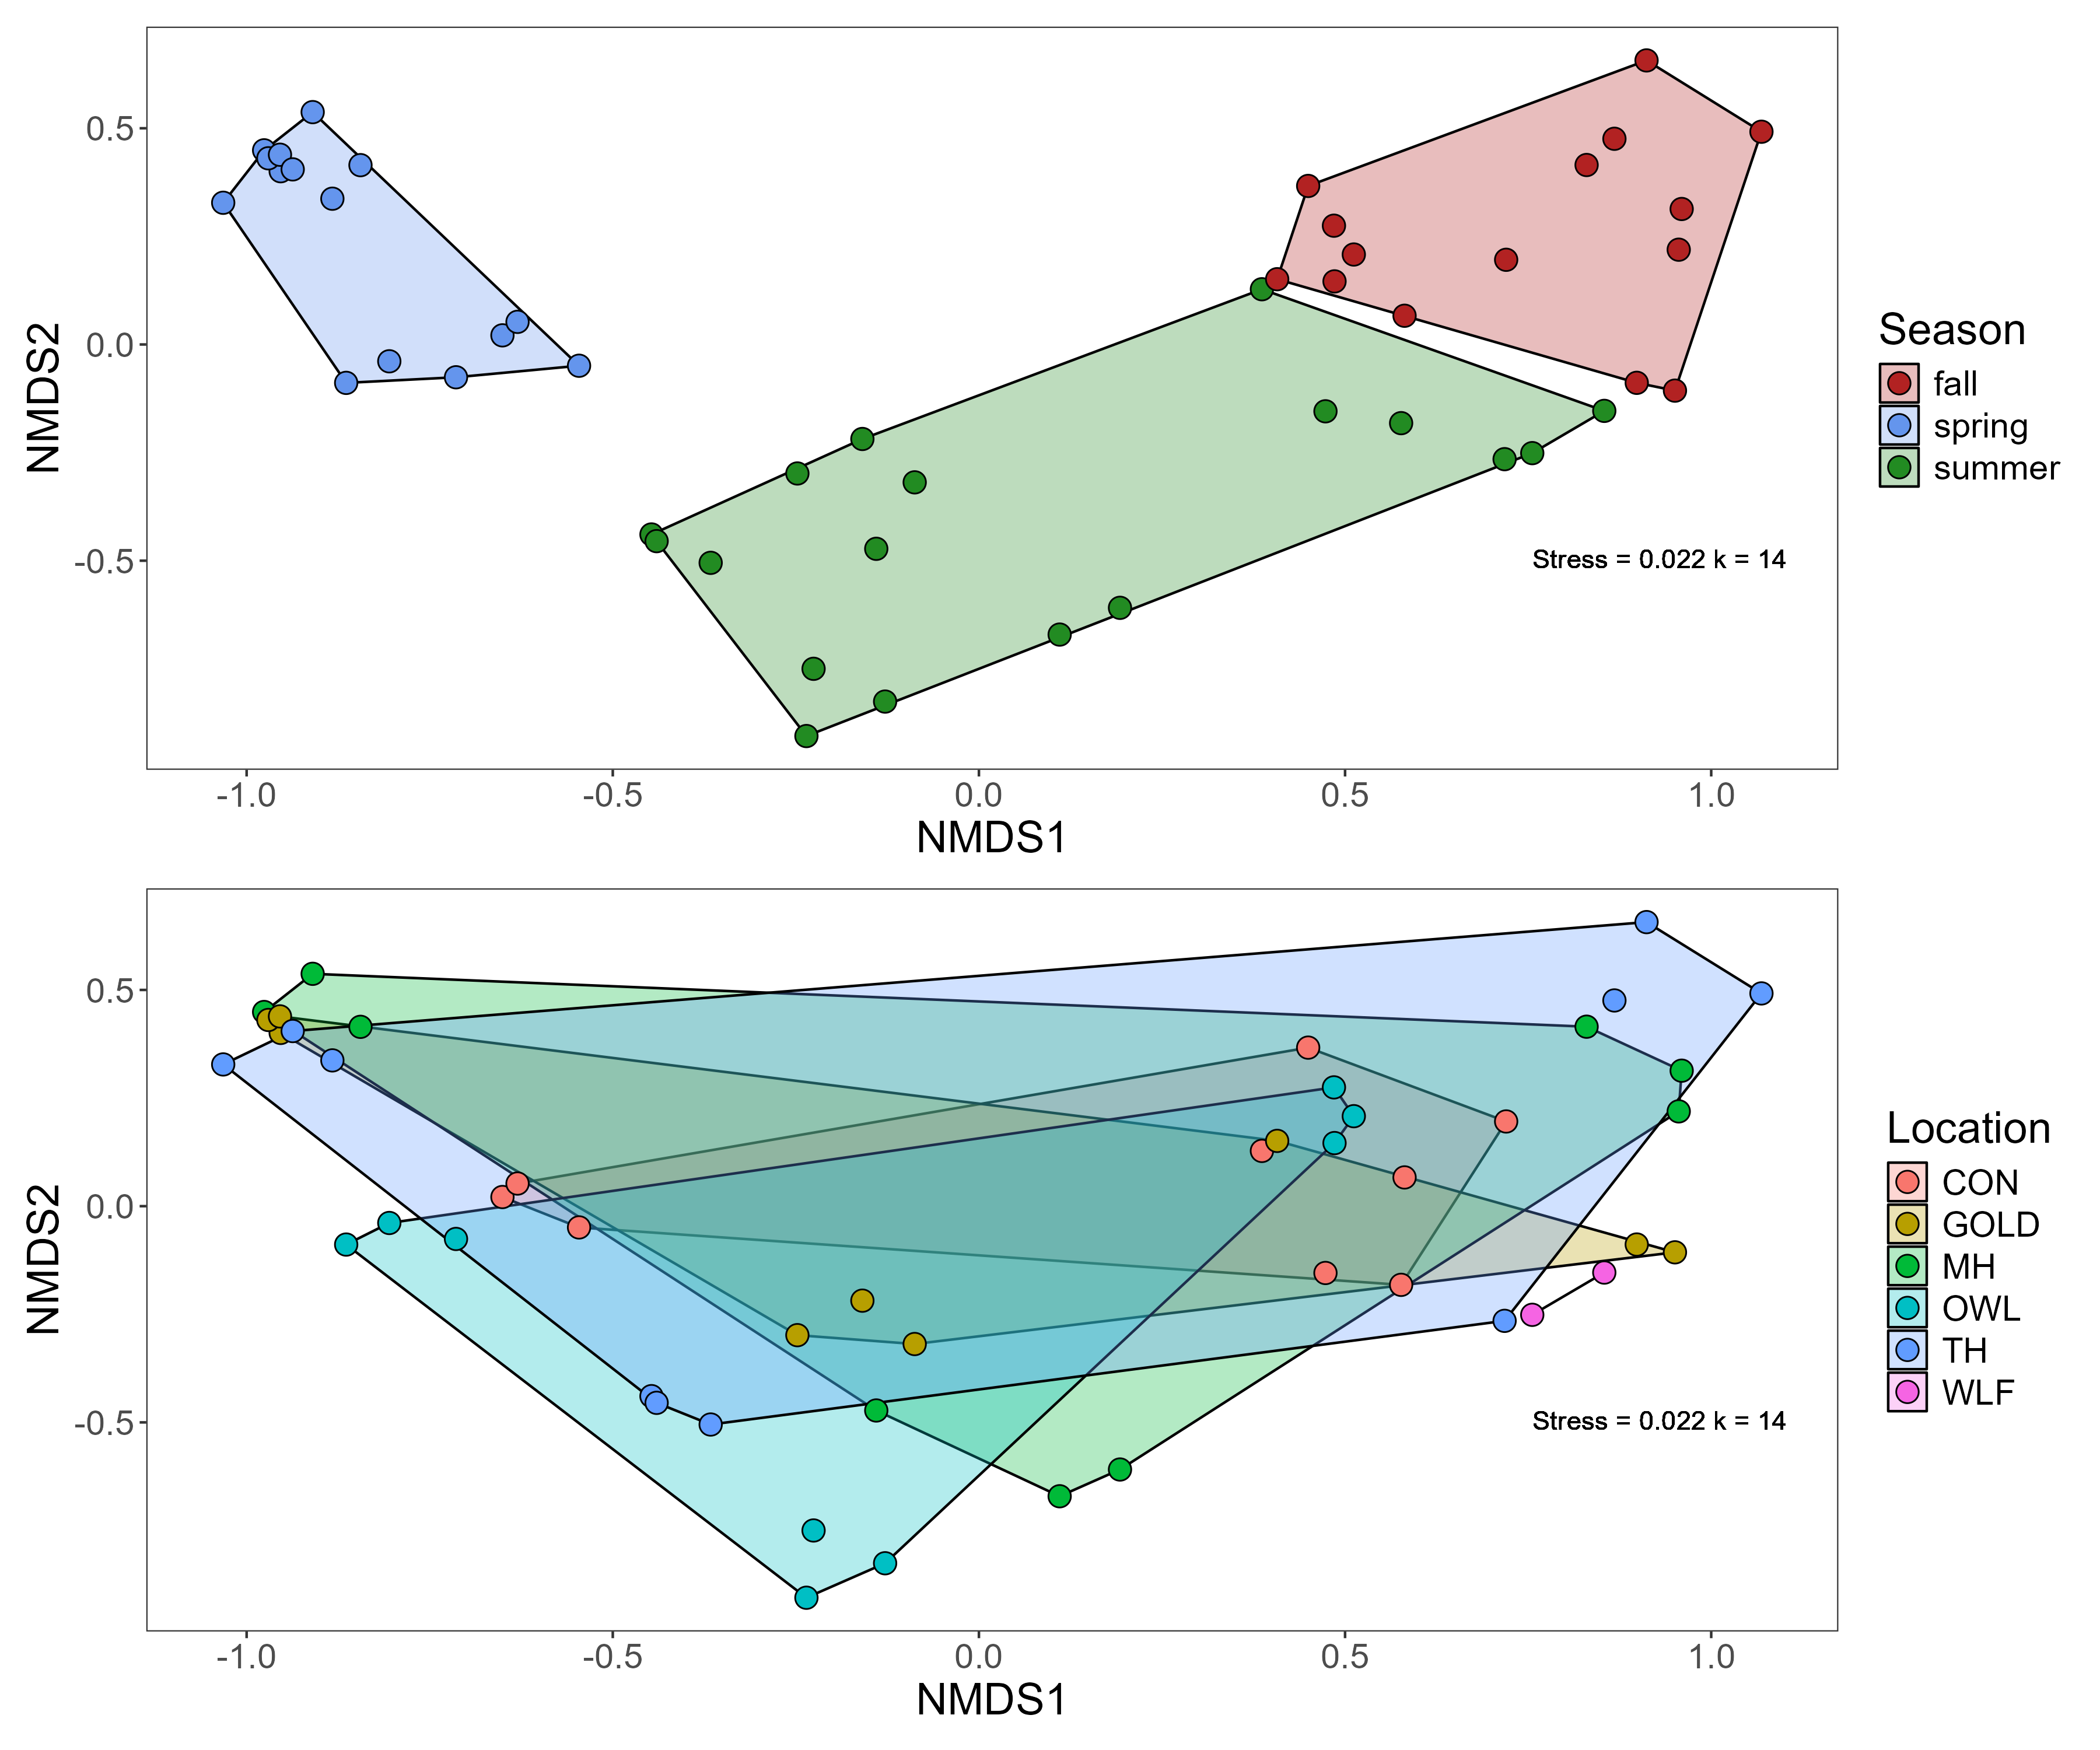 0.5
0.0
-0.5
NMDS2
-1.0 -0.5 0.0 0.5 1.0
NMDS1
Stress = 0.022 k = 14
Season
fall
spring
summer
0.5
0.0
-0.5
NMDS2
-1.0 -0.5 0.0 0.5 1.0
NMDS1
Stress = 0.022 k = 14
Location
CON
GOLD
MH
OWL
TH
WLF